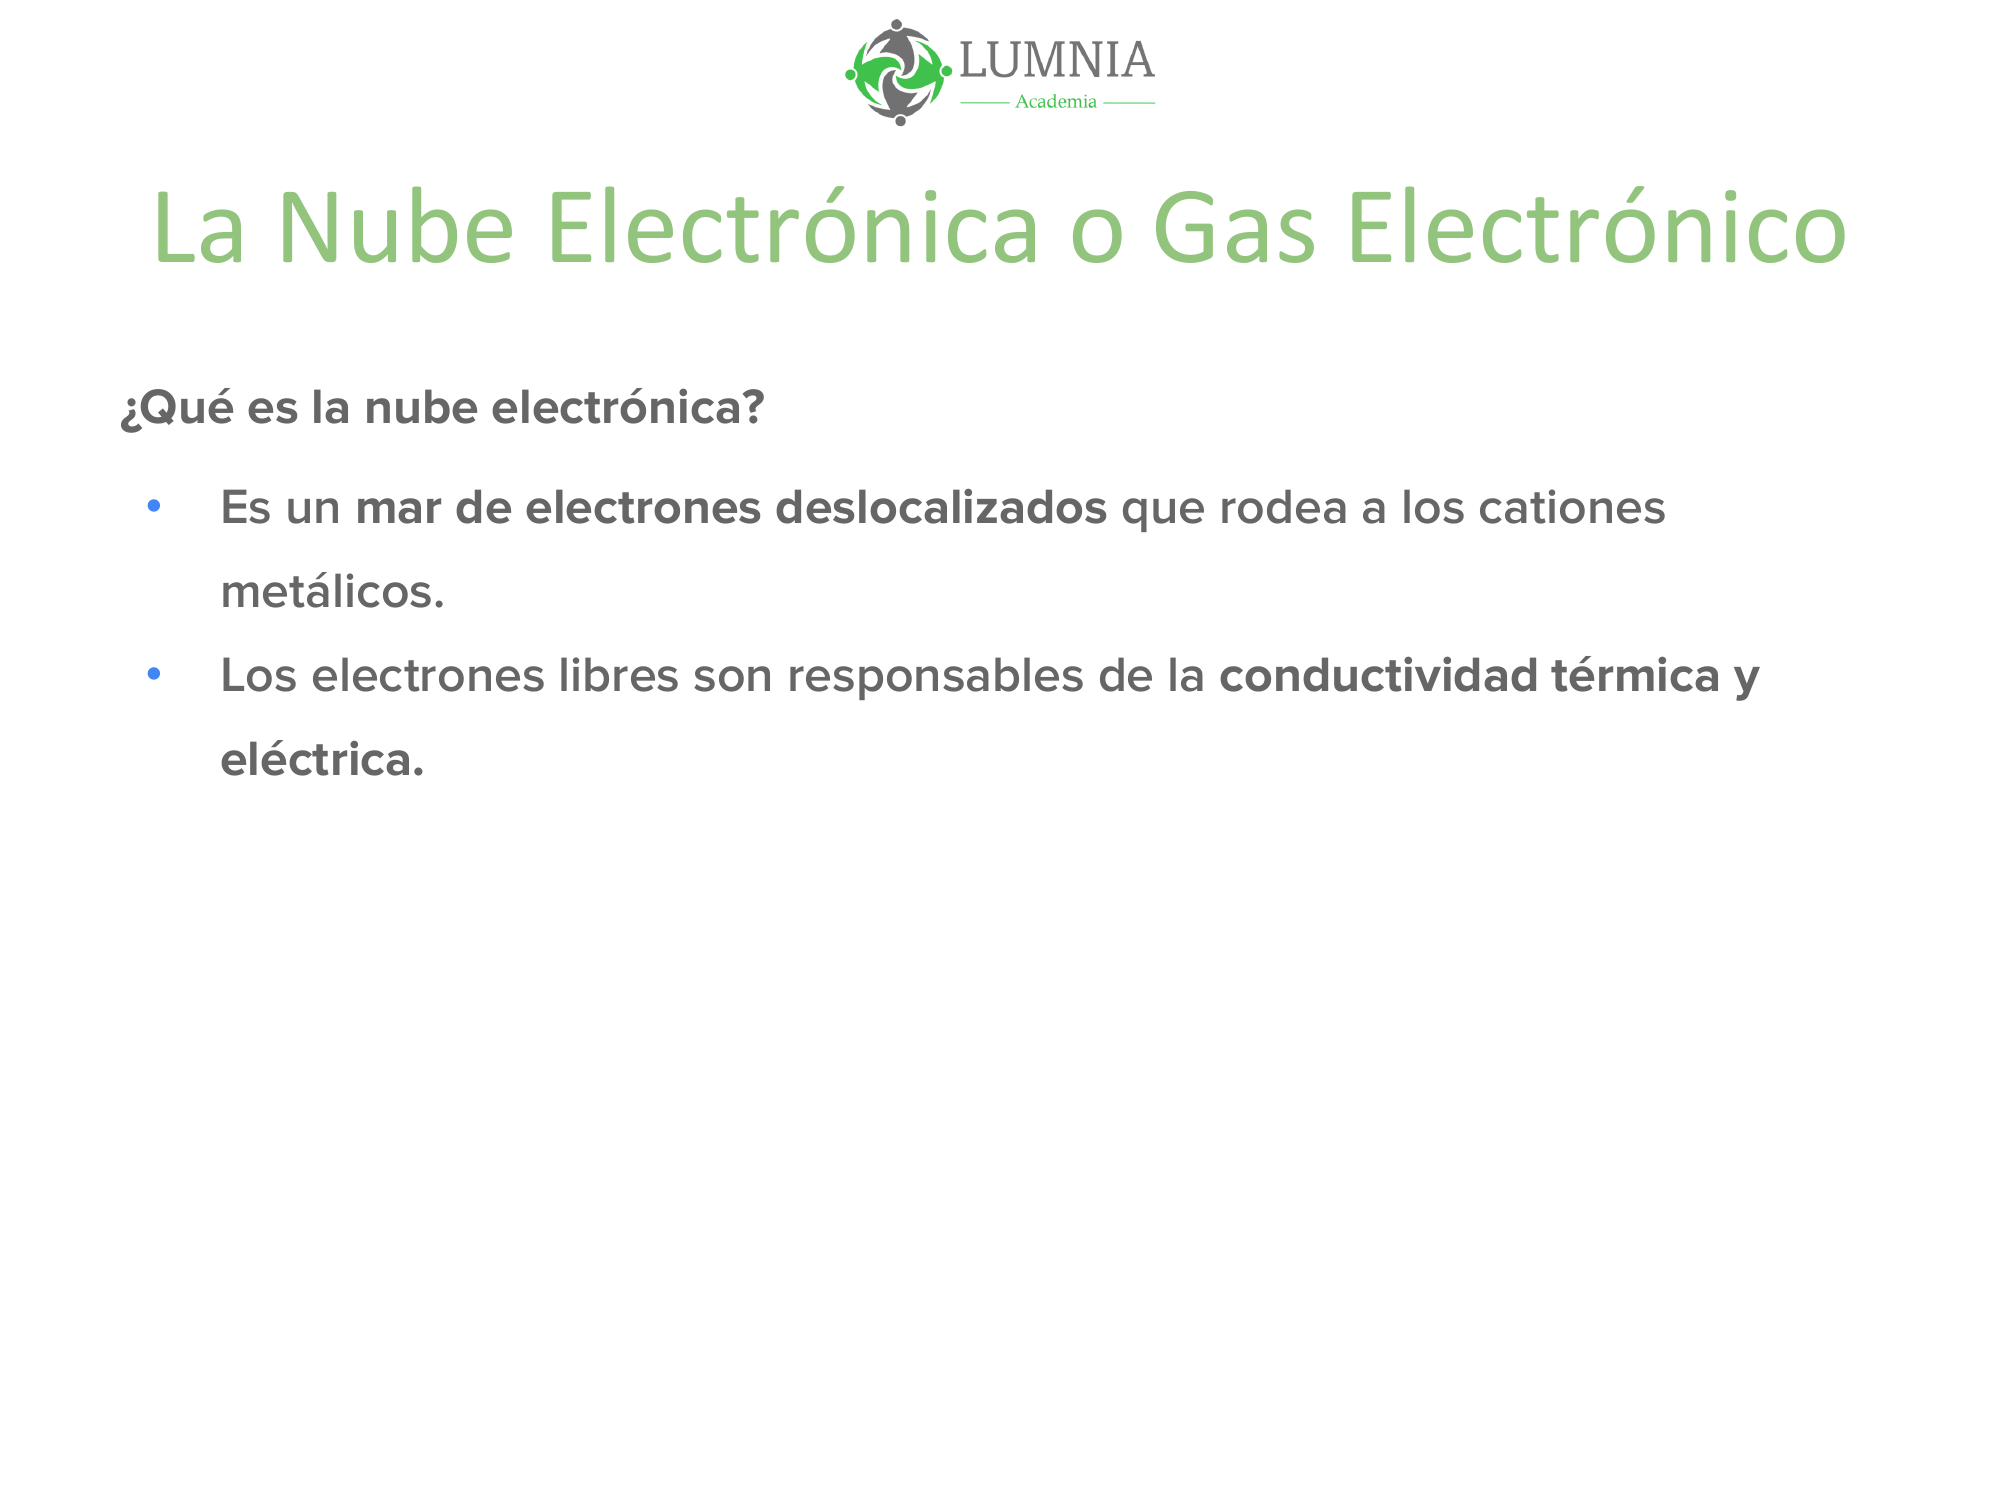 LUMNIA
Academia
La Nube Electrónica o Gas Electrónico
¿Qué es la nube electrónica?
• Es un mar de electrones deslocalizados que rodea a los cationes
metálicos.
• Los electrones libres son responsables de la conductividad térmica y
eléctrica.